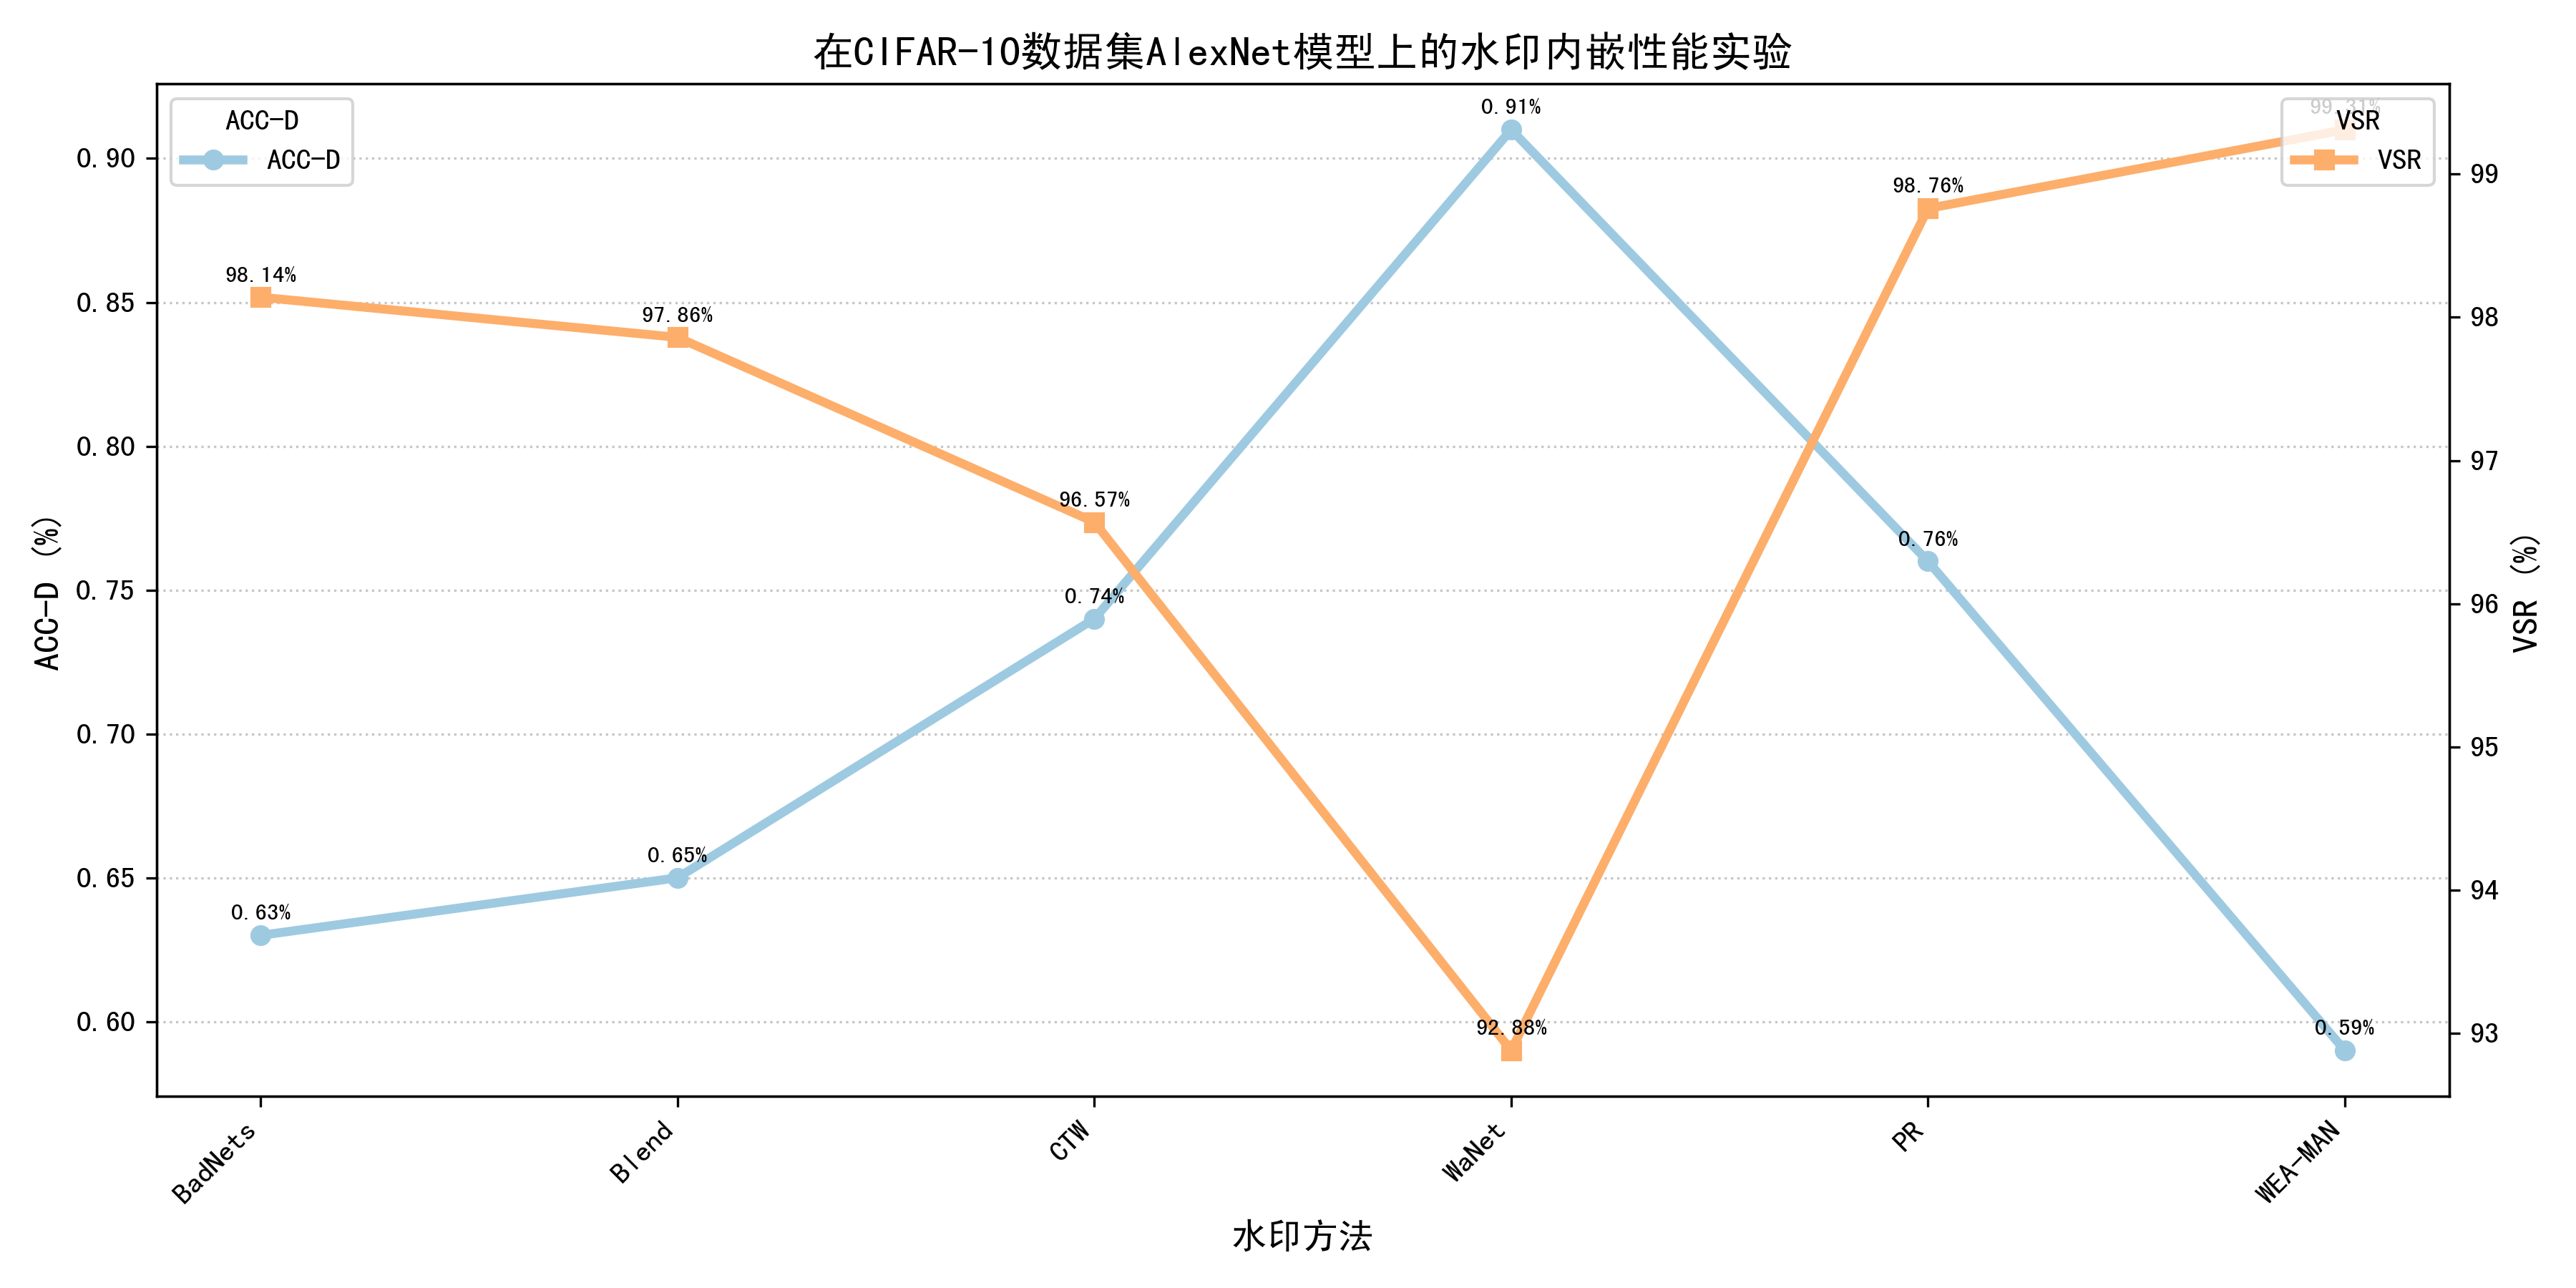 在CIFAR-10数据集AlexNet模型上的水印内嵌性能实验
ACC-D
ACC-D
VSR
VSR
ACC-D (%)
0.90
0.85
0.80
0.75
0.70
0.65
0.60
VSR (%)
99
98
97
96
95
94
93
98.14%
97.86%
96.57%
92.88%
98.76%
99.31%
0.63%
0.65%
0.74%
0.91%
0.76%
0.59%
BadNets
Blend
CTW
WaNet
PR
WEA-MAN
水印方法